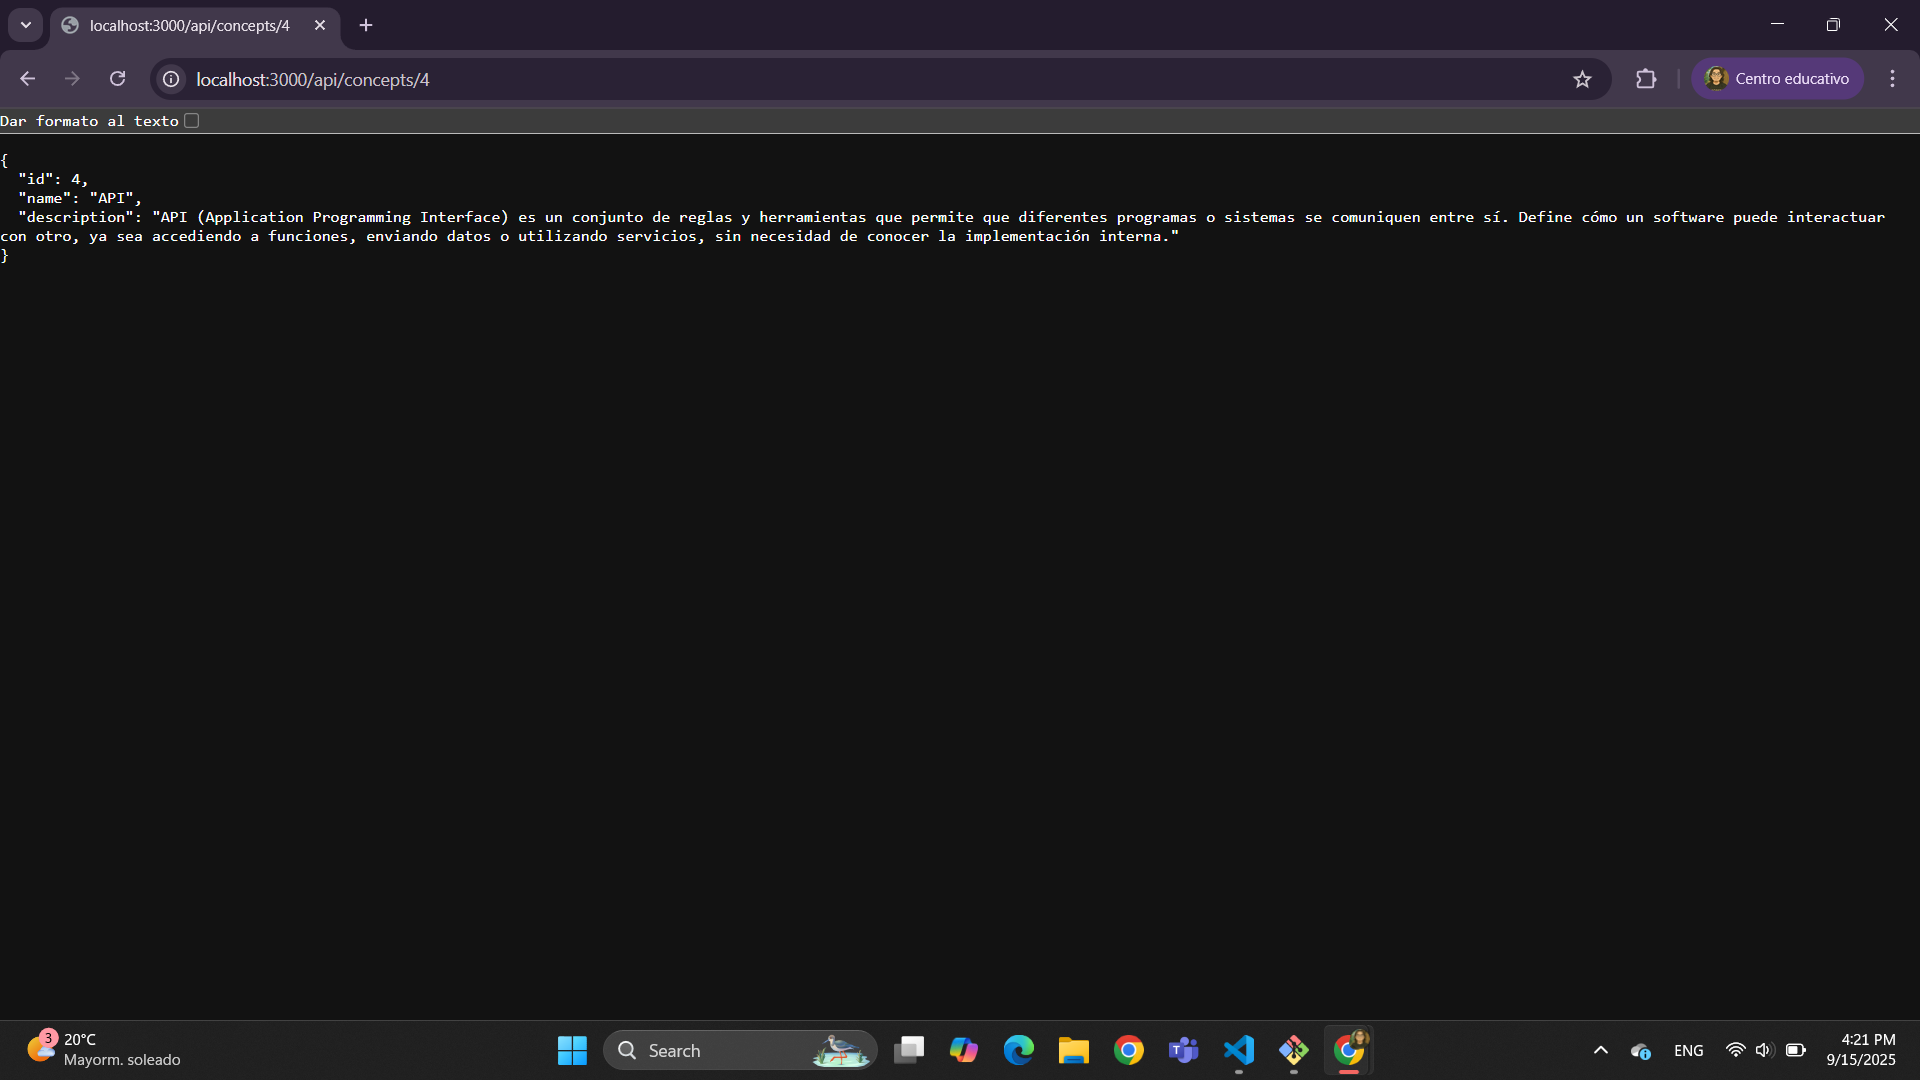 localhost:3000/api/concepts/4
localhost:3000/api/concepts/4
Centro educativo
Dar formato al texto
{
  "id": 4,
  "name": "API",
  "description": "API (Application Programming Interface) es un conjunto de reglas y herramientas que permite que diferentes programas o sistemas se comuniquen entre sí. Define cómo un software puede interactuar
con otro, ya sea accediendo a funciones, enviando datos o utilizando servicios, sin necesidad de conocer la implementación interna."
}
3
20°C
Mayorm. soleado
Search
ENG
4:21 PM
9/15/2025